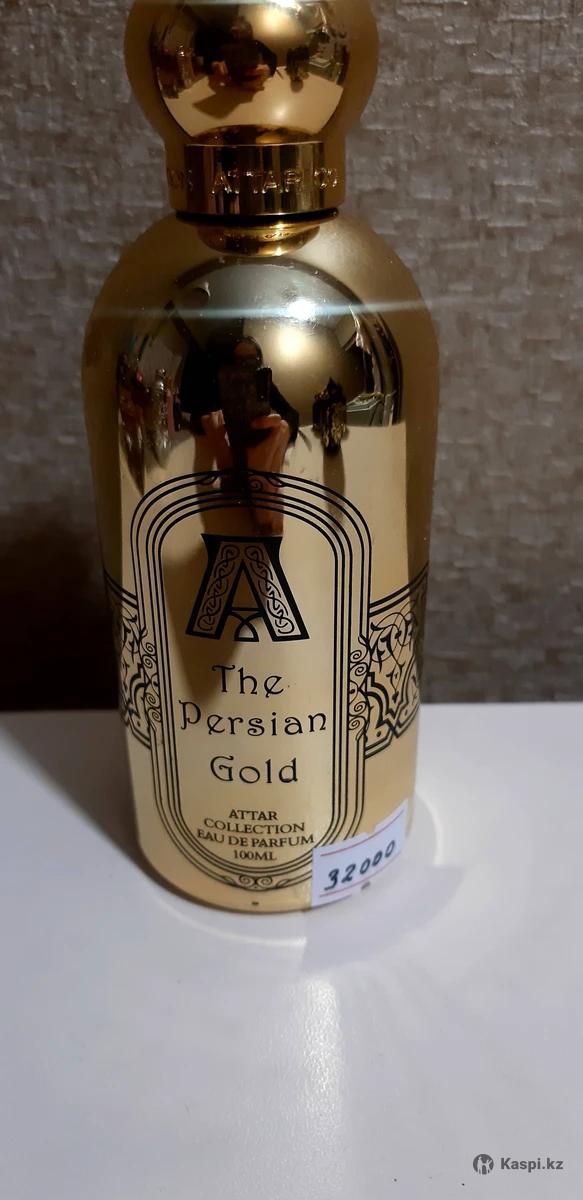 ATTAR CO
A
The
Persian
Gold
ATTAR
COLLECTION
EAU DE PARFUM
100ML
32000
Kaspi.kz